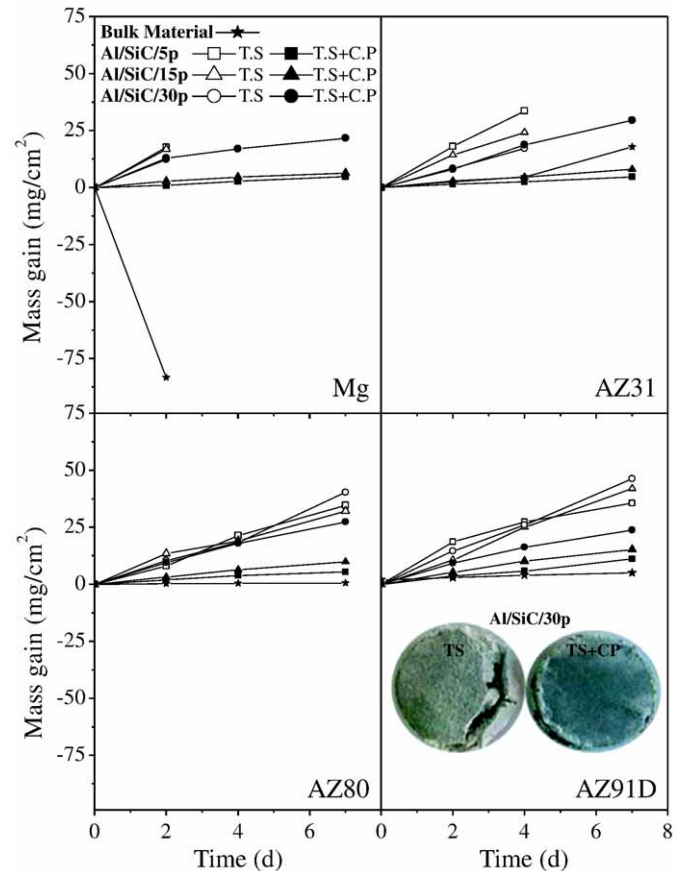 Bulk Material
Al/SiC/5p T.S T.S+C.P
Al/SiC/15p T.S T.S+C.P
Al/SiC/30p T.S T.S+C.P
Mass gain (mg/cm²)
75
50
25
0
-25
-50
-75
Mg
AZ31
Mass gain (mg/cm²)
75
50
25
0
-25
-50
-75
AZ80
Al/SiC/30p
TS TS+CP
AZ91D
0 2 4 6 0 2 4 6 8
Time (d) Time (d)